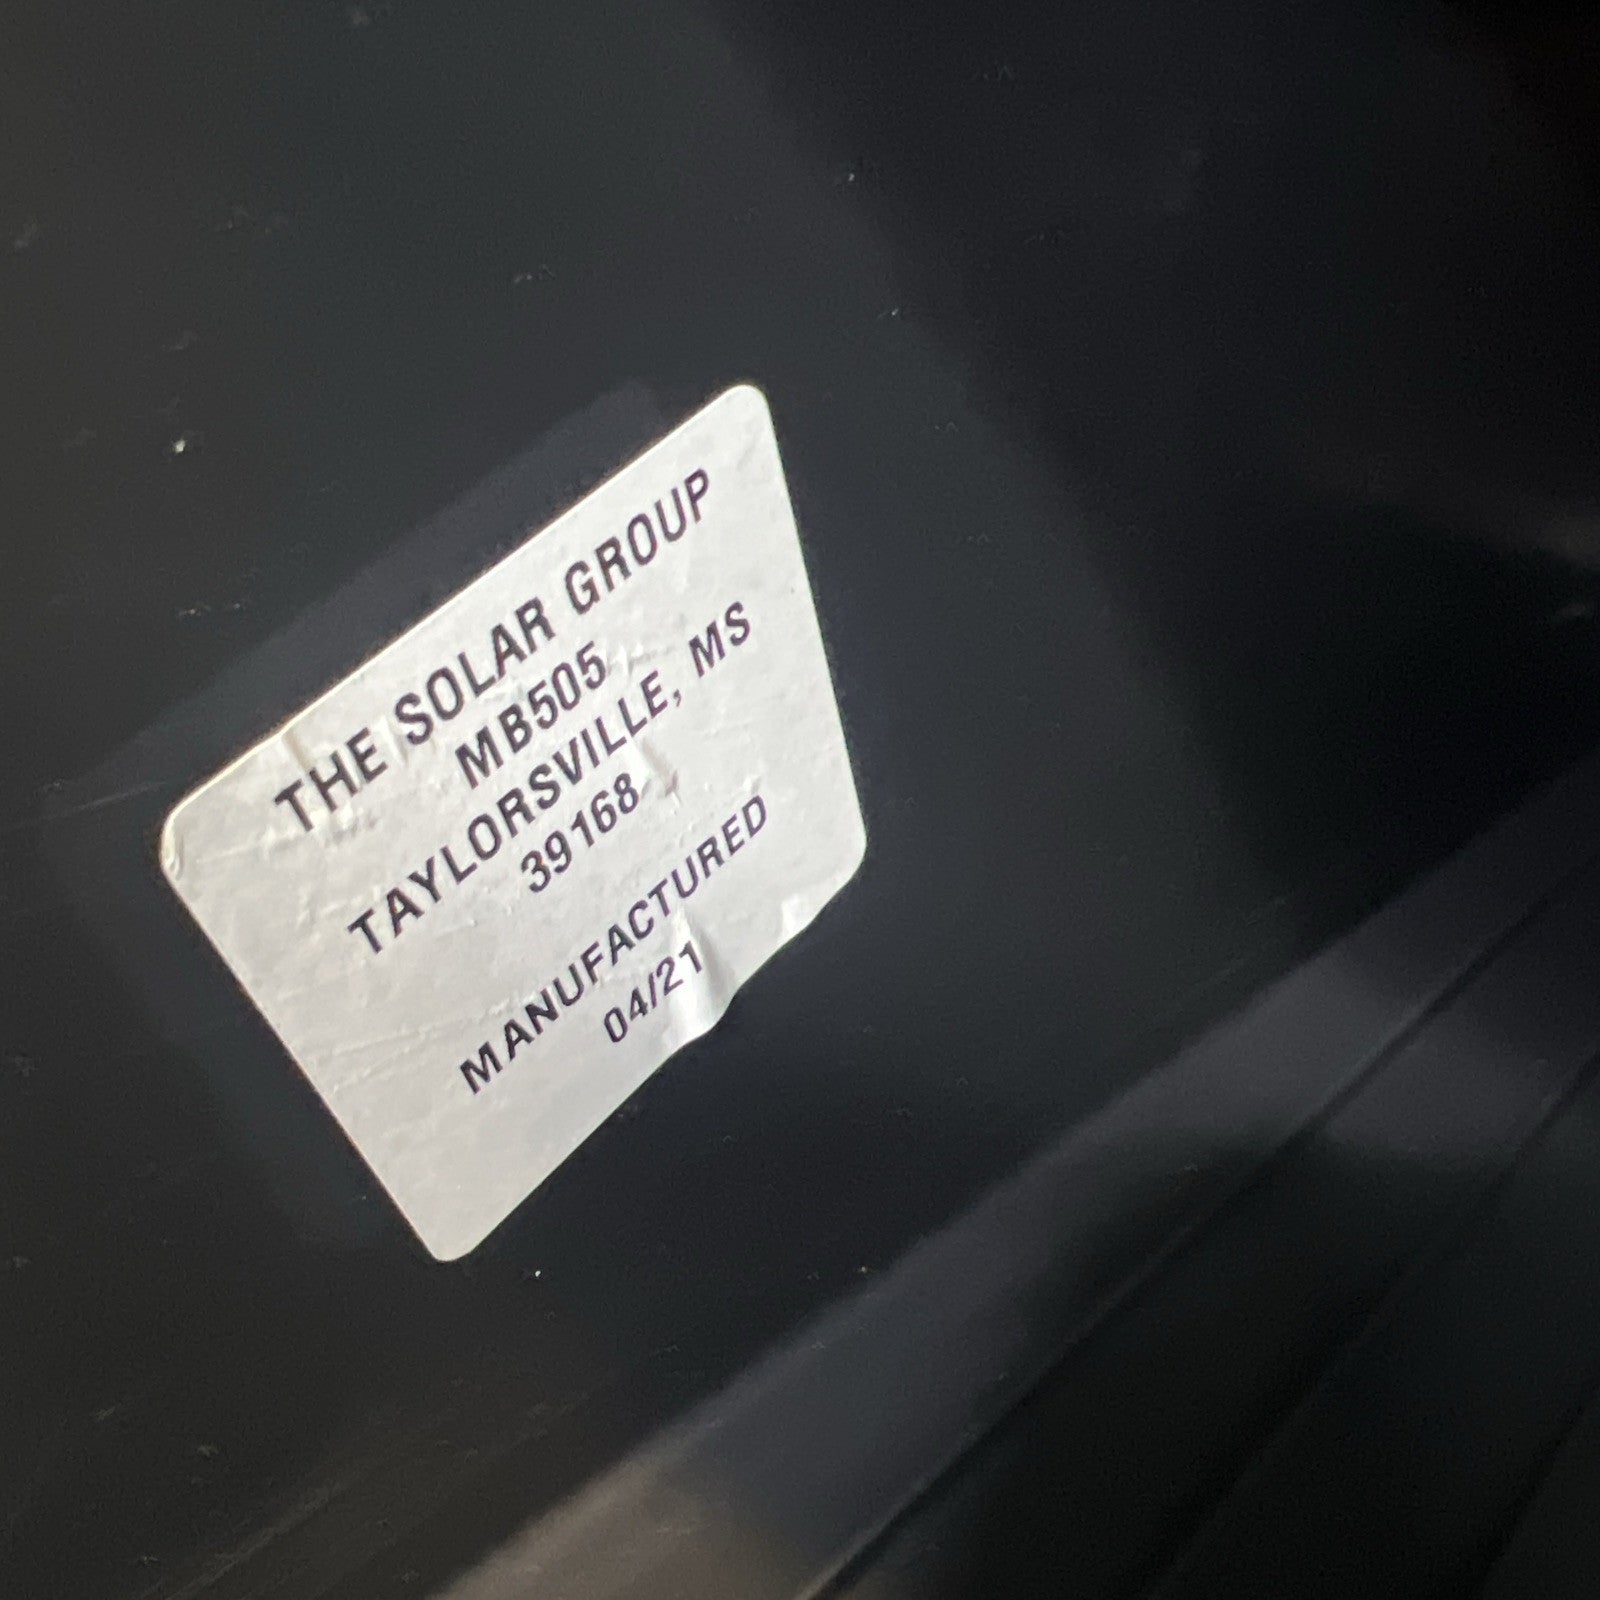 THE SOLAR GROUP
MB505
TAYLORSVILLE, MS
39168
MANUFACTURED
04/21